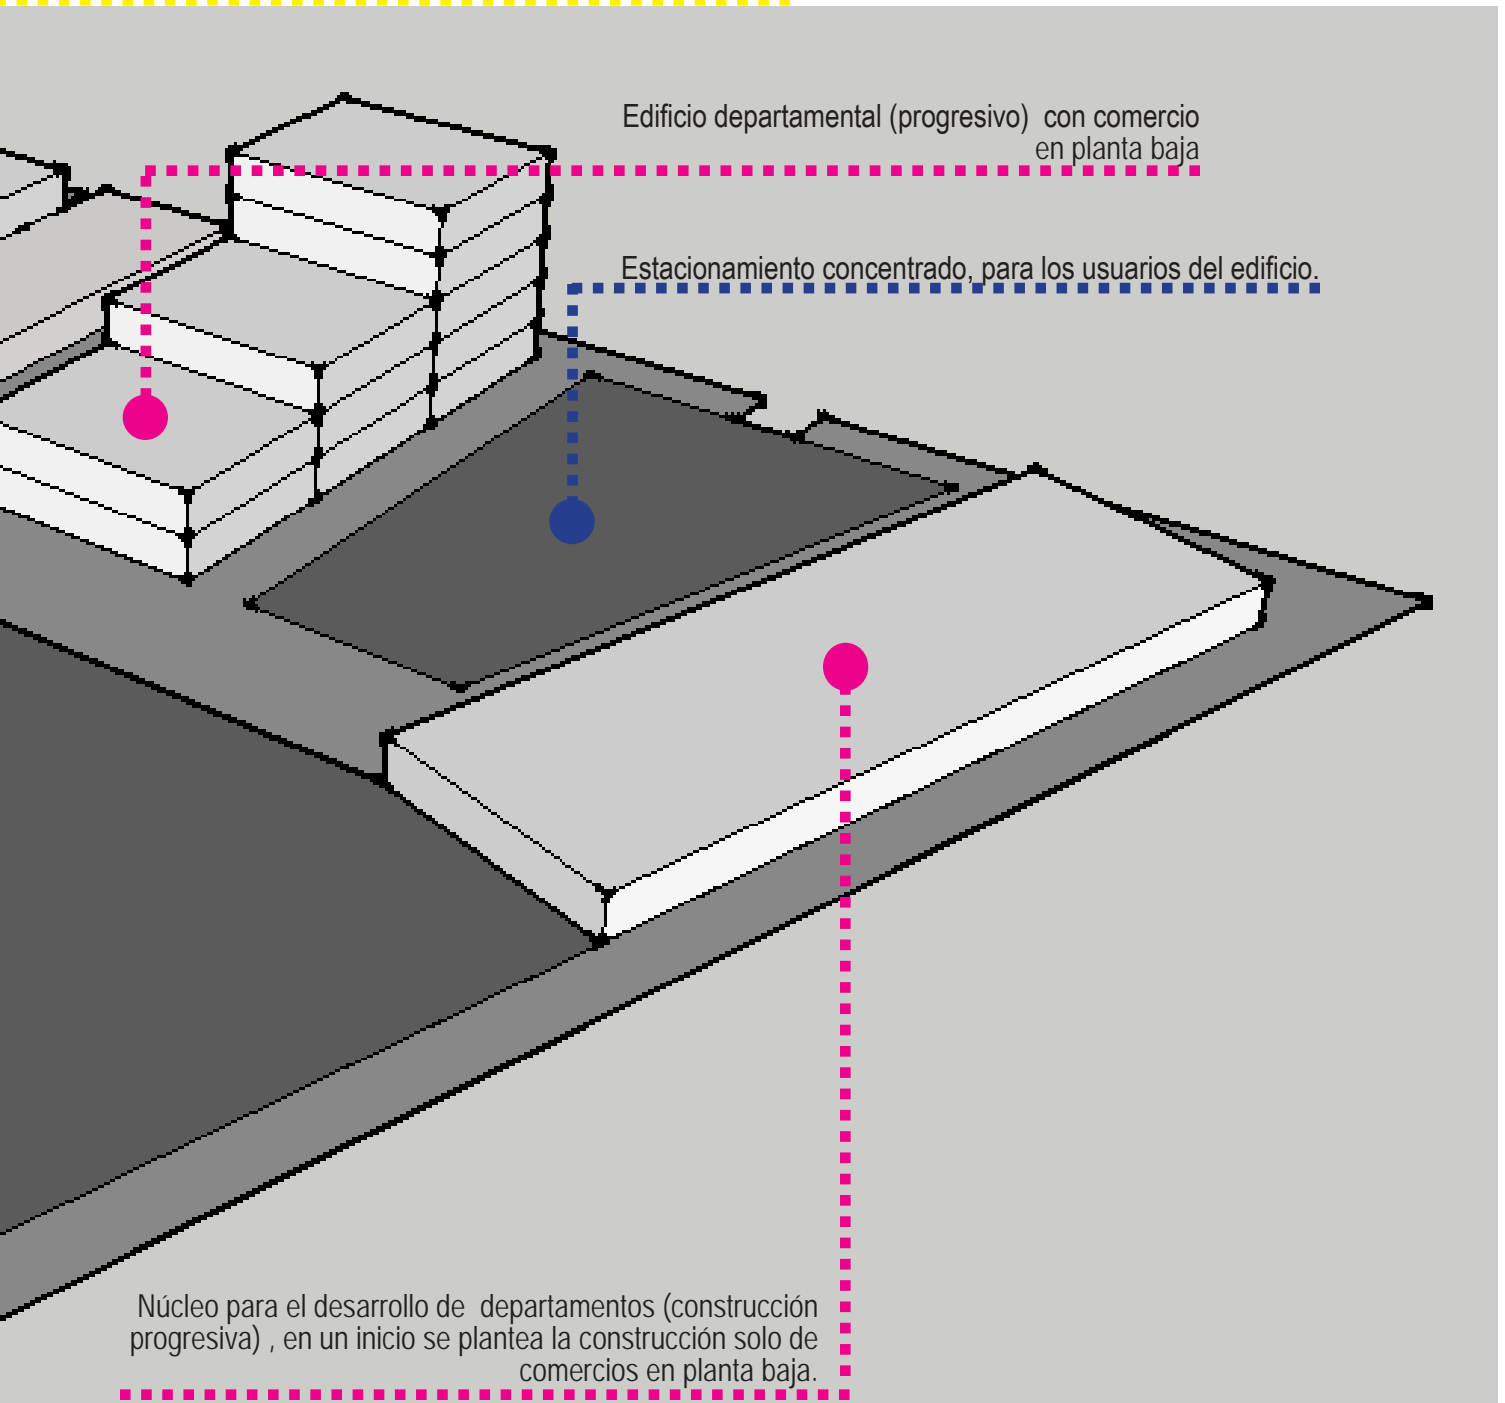 Edificio departamental (progresivo)  con comercio
en planta baja
Estacionamiento concentrado, para los usuarios del edificio.
Núcleo para el desarrollo de  departamentos (construcción
progresiva) , en un inicio se plantea la construcción solo de
comercios en planta baja.